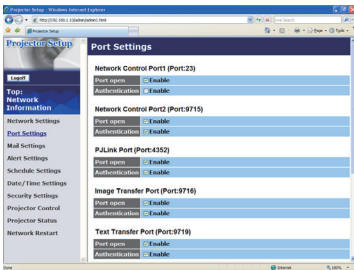 Projector Setup - Windows Internet Explorer
Live Search
Projector Setup
Page
Tools
Projector Setup
Logoff
Top:
Network
Information
Network Settings
Port Settings
Mail Settings
Alert Settings
Schedule Settings
Date/Time Settings
Security Settings
Projector Control
Projector Status
Network Restart
Port Settings
Network Control Port1 (Port:23)
Port open Enable
Authentication Enable
Network Control Port2 (Port:9715)
Port open Enable
Authentication Enable
PJLink Port (Port:4352)
Port open Enable
Authentication Enable
Image Transfer Port (Port:9716)
Port open Enable
Authentication Enable
Text Transfer Port (Port:9719)
Port open Enable
Authentication Enable
Done
Internet
100%